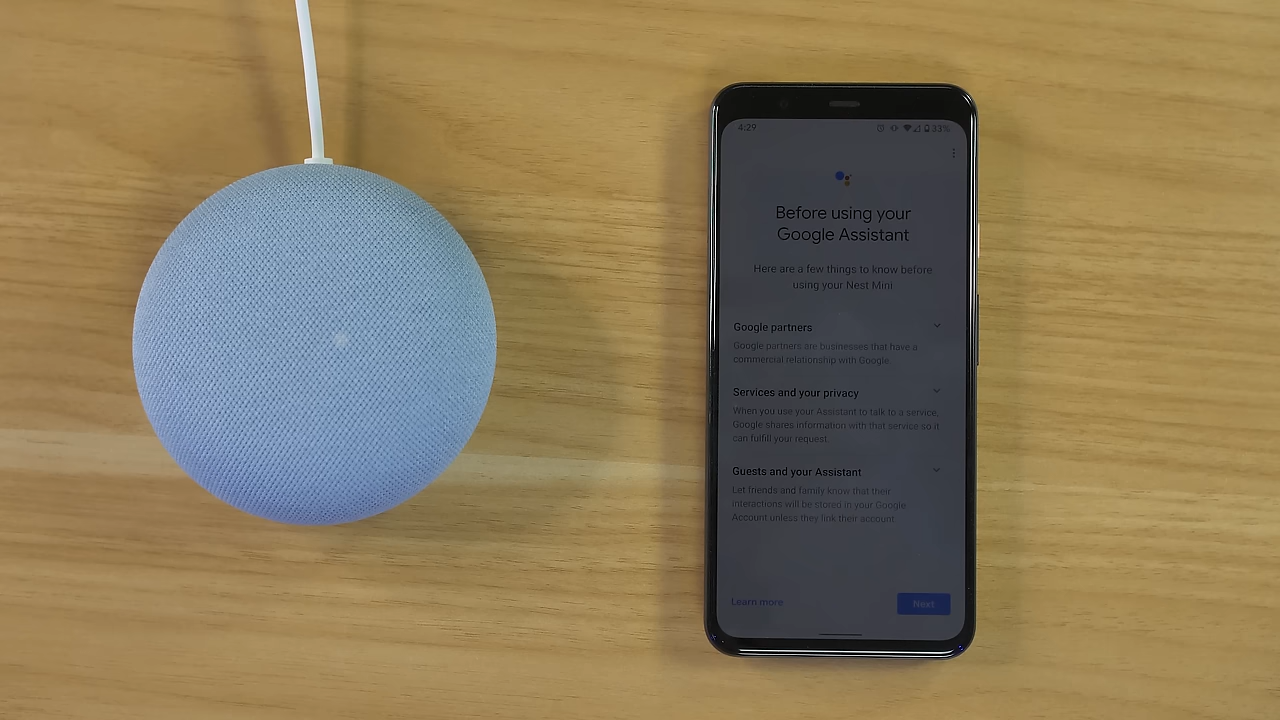 4:29
33%
Before using your
Google Assistant
Here are a few things to know before
using your Nest Mini
Google partners
Google partners are businesses that have a
commercial relationship with Google.
Services and your privacy
When you use your Assistant to talk to a service,
Google shares information with that service so it
can fulfill your request.
Guests and your Assistant
Let friends and family know that their
interactions will be stored in your Google
Account unless they link their account.
Learn more
Next